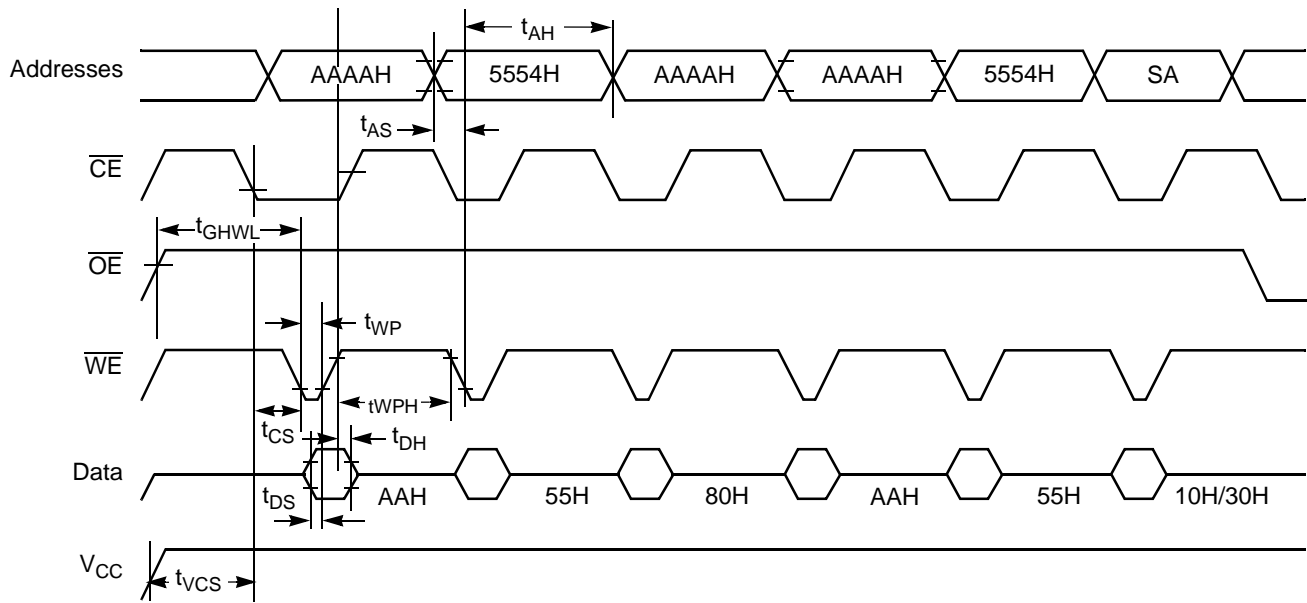 tAH
Addresses AAAAH 5554H AAAAH AAAAH 5554H SA
tAS
CE
tGHWL
OE
tWP
WE
tWPH
tCS tDH
Data
tDS AAH 55H 80H AAH 55H 10H/30H
VCC
tVCS